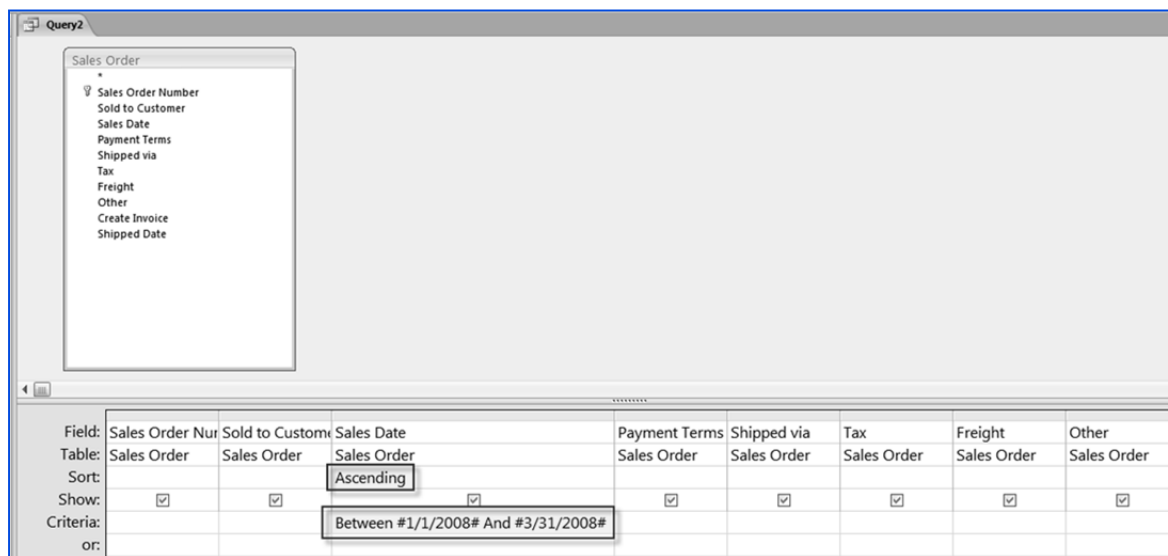 Query2
Sales Order
*
Sales Order Number
Sold to Customer
Sales Date
Payment Terms
Shipped via
Tax
Freight
Other
Create Invoice
Shipped Date
Field: Sales Order Nur Sold to Custome Sales Date Payment Terms Shipped via Tax Freight Other
Table: Sales Order Sales Order Sales Order Sales Order Sales Order Sales Order Sales Order Sales Order
Sort: Ascending
Show:
Criteria: Between #1/1/2008# And #3/31/2008#
or: